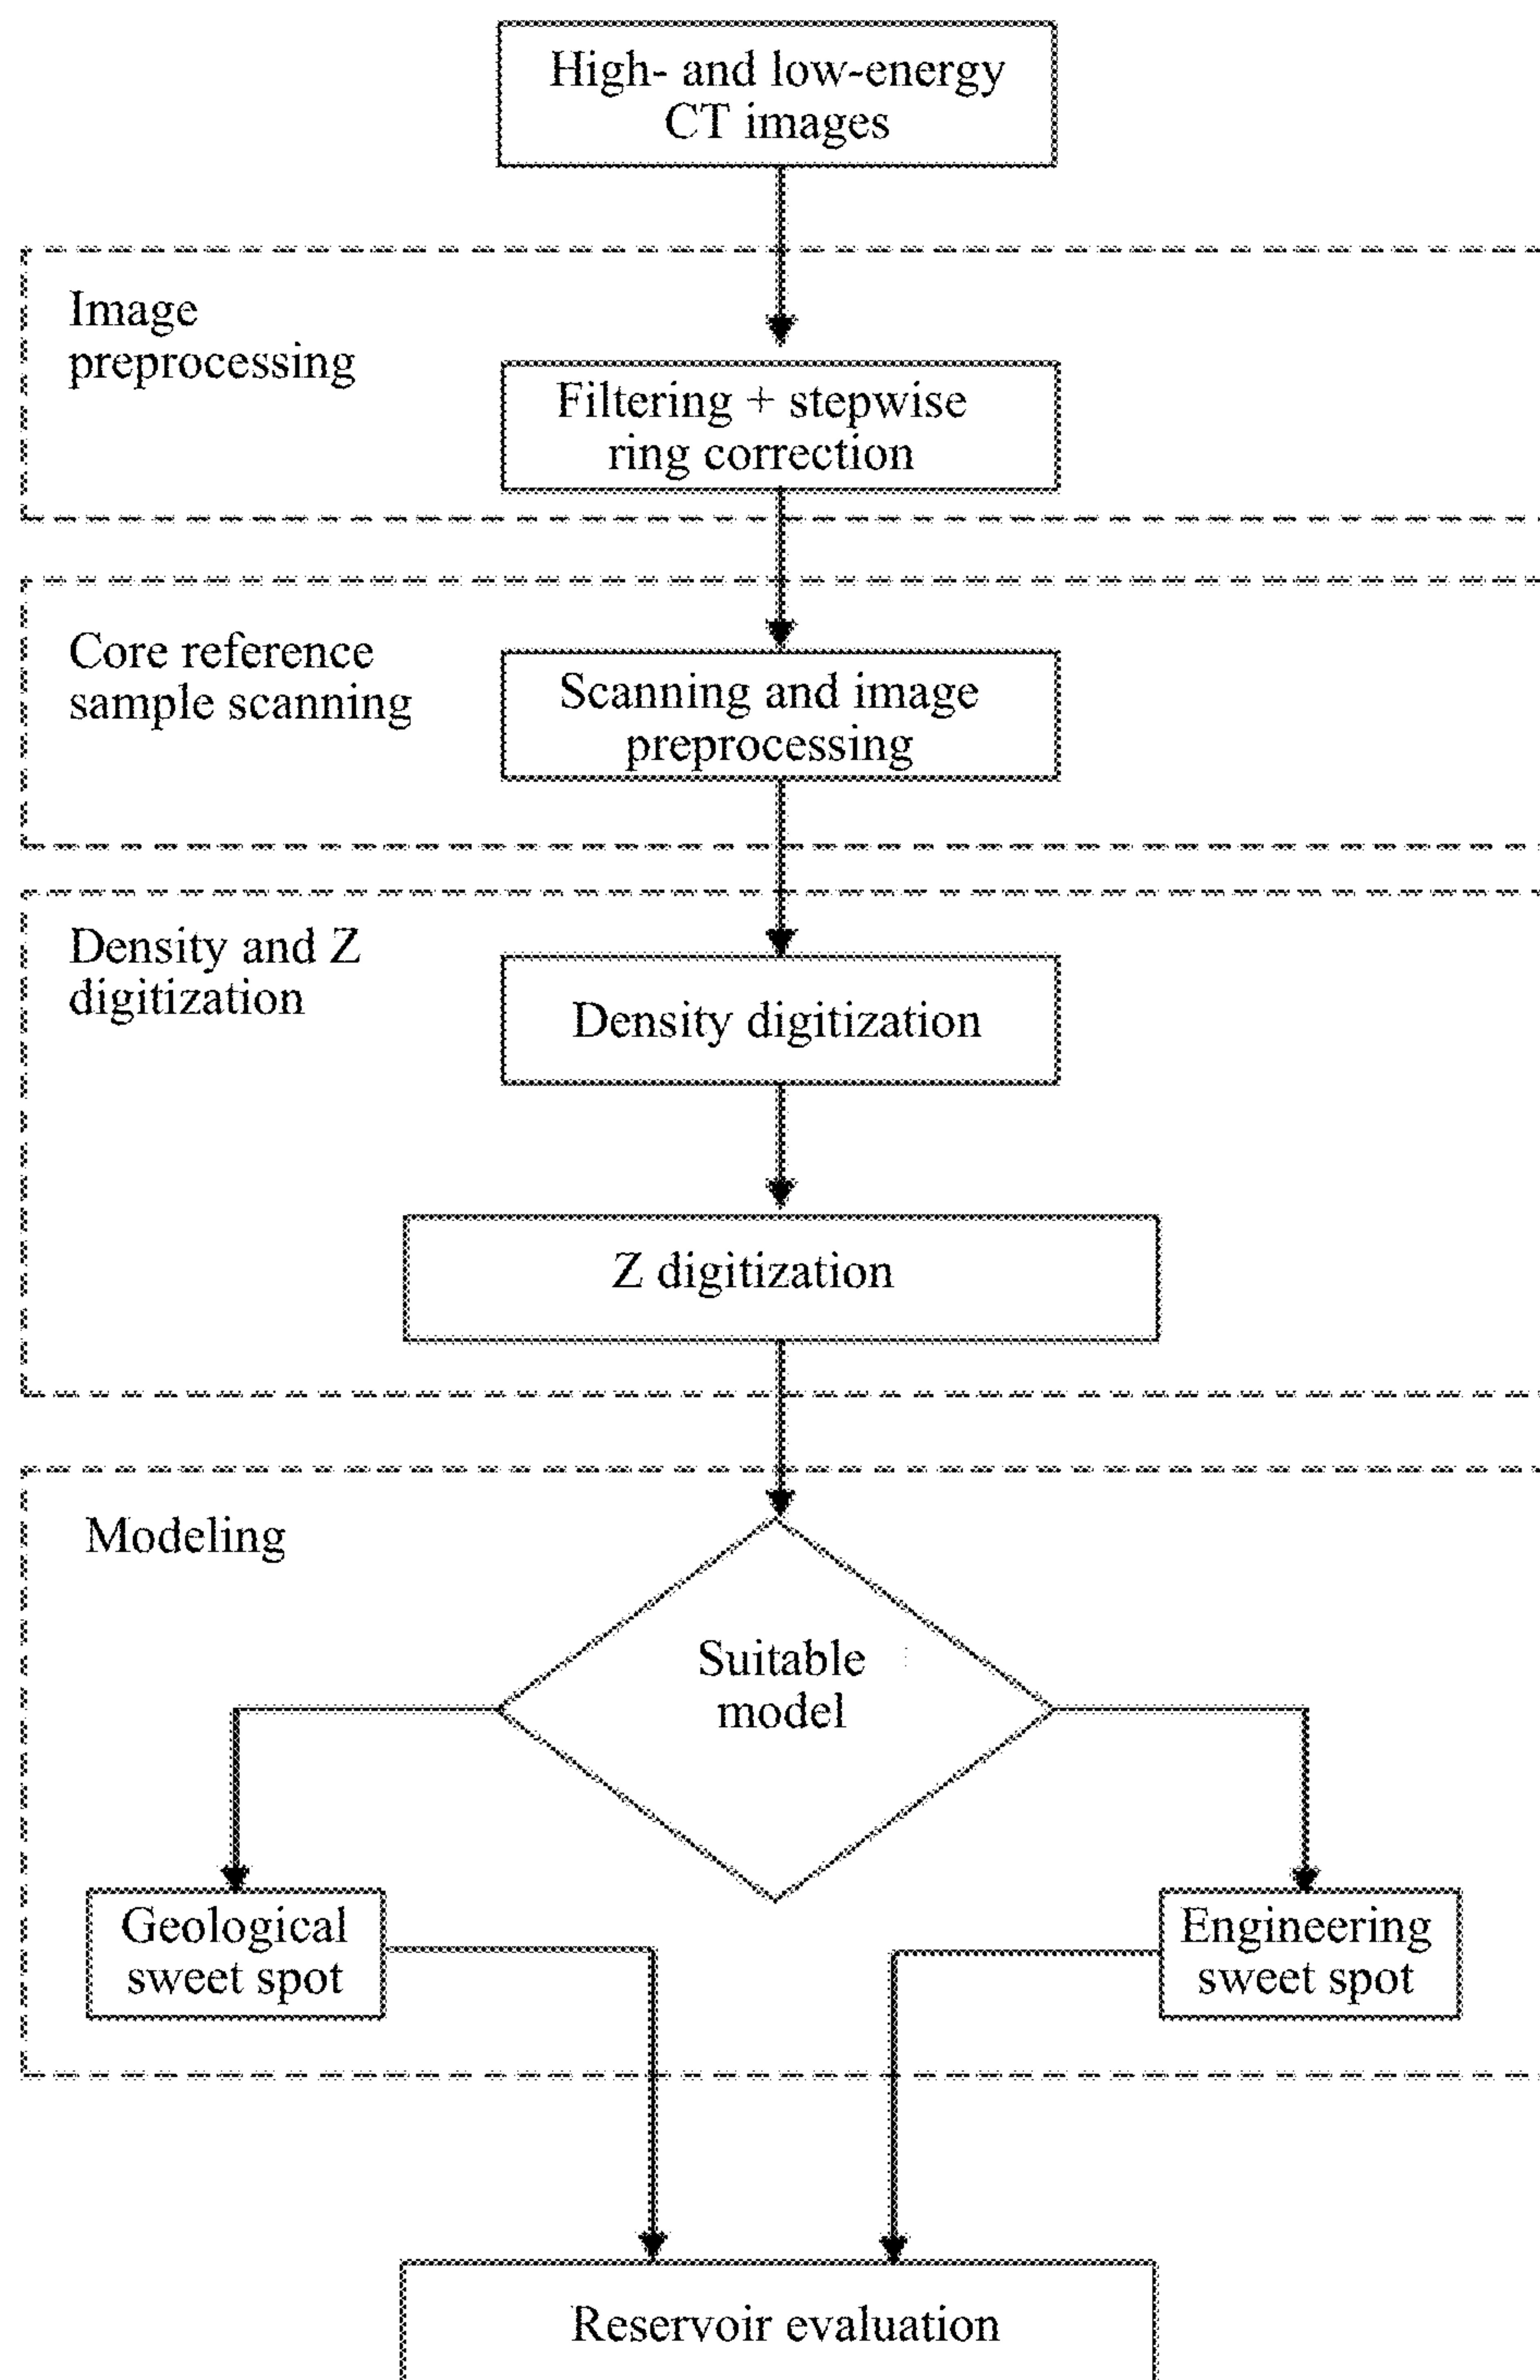 High- and low-energy
CT images
Image
preprocessing
Filtering + stepwise
ring correction
Core reference
sample scanning
Scanning and image
preprocessing
Density and Z
digitization
Density digitization
Z digitization
Modeling
Suitable
model
Geological
sweet spot
Engineering
sweet spot
Reservoir evaluation